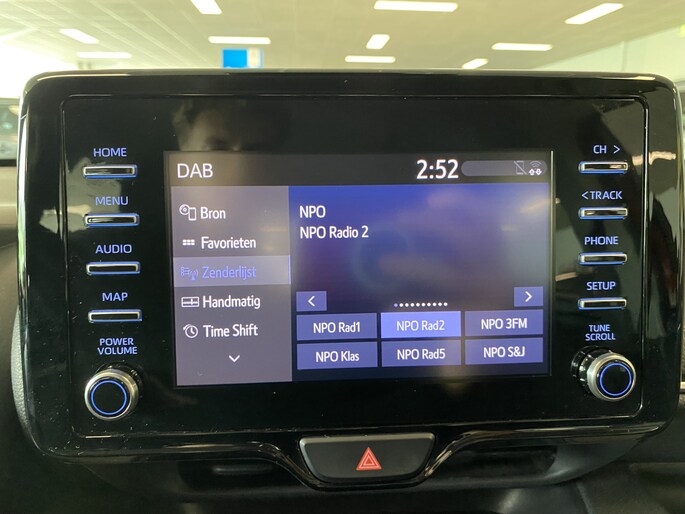 HOME
MENU
AUDIO
MAP
POWER
VOLUME
DAB
2:52
Bron
Favorieten
Zenderlijst
Handmatig
Time Shift
NPO
NPO Radio 2
< >
NPO Rad1 NPO Rad2 NPO 3FM
NPO Klas NPO Rad5 NPO S&J
CH >
< TRACK
PHONE
SETUP
TUNE
SCROLL